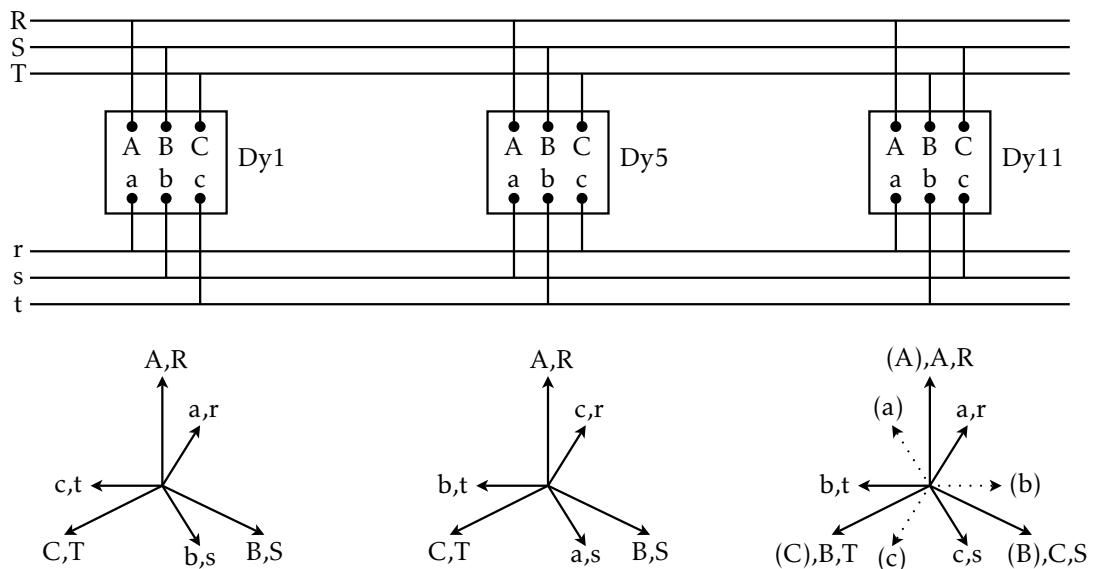 R
S
T
A B C A B C A B C
Dy1 Dy5 Dy11
a b c a b c a b c
r
s
t
A,R A,R (A),A,R
a,r c,r (a) a,r
c,t b,t b,t (b)
C,T b,s B,S C,T a,s B,S (C),B,T (c) c,s (B),C,S